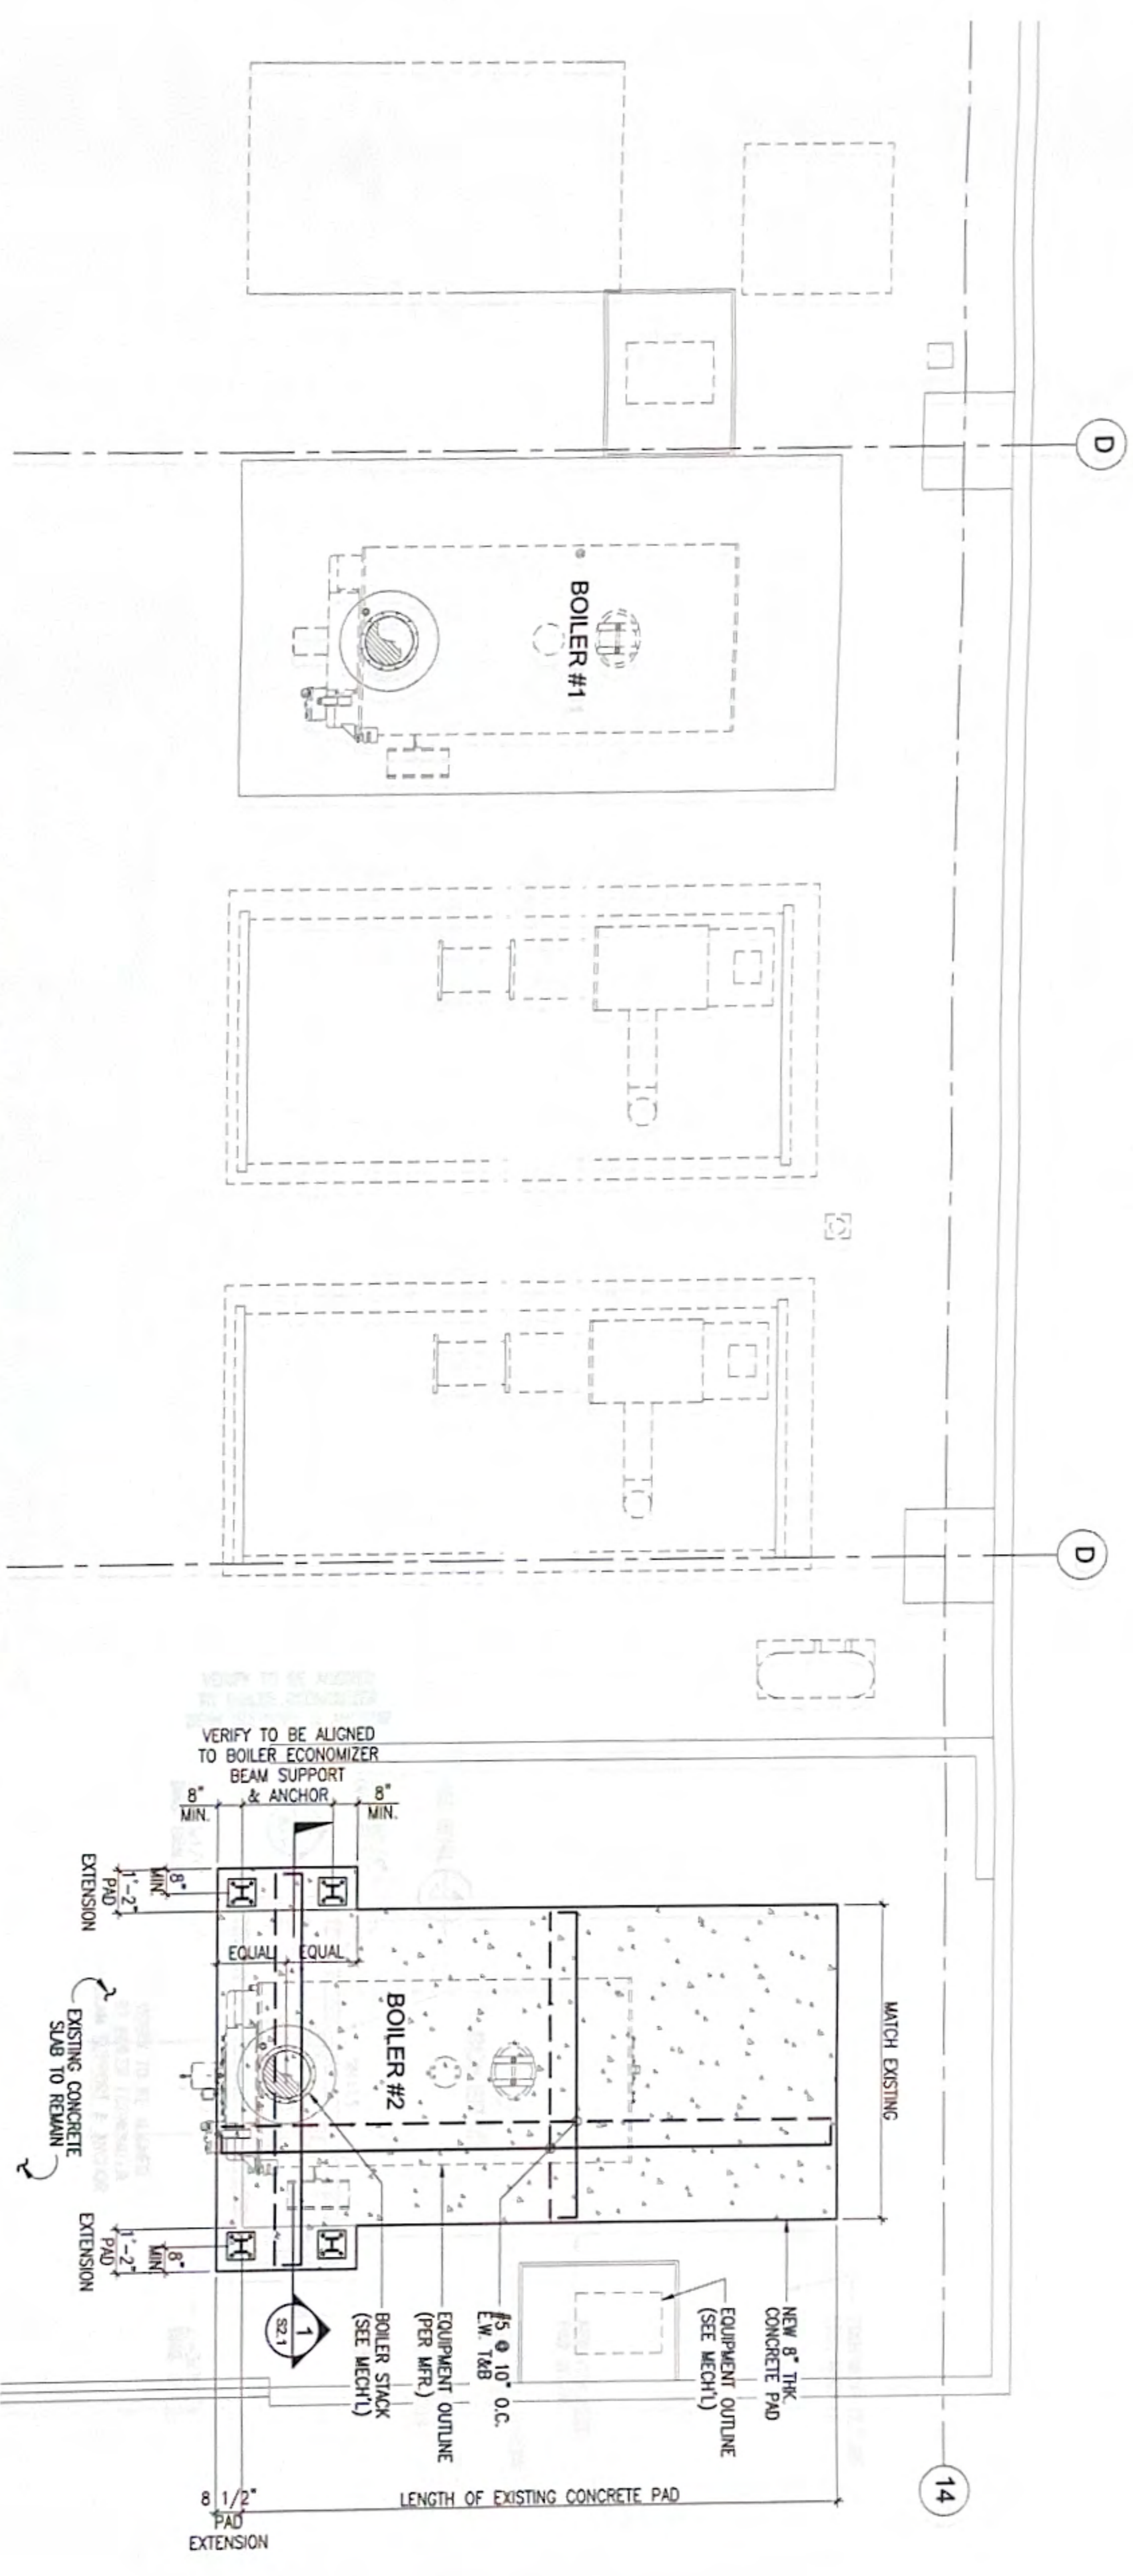 D
BOILER #1
D
VERIFY TO BE ALIGNED
TO BOILER ECONOMIZER
BEAM SUPPORT
& ANCHOR
8"
MIN.
8"
MIN.
8"
MIN.
1'-2"
PAD
EXTENSION
EQUAL
EQUAL
BOILER #2
MATCH EXISTING
EXISTING CONCRETE
SLAB TO REMAIN
8"
MIN
1'-2"
PAD
EXTENSION
1
S2.1
BOILER STACK
(SEE MECH'L)
EQUIPMENT OUTLINE
(PER MFR.)
#5 @ 10" O.C.
E.W. T&B
EQUIPMENT OUTLINE
(SEE MECH'L)
NEW 8" THK.
CONCRETE PAD
14
LENGTH OF EXISTING CONCRETE PAD
8 1/2"
PAD
EXTENSION